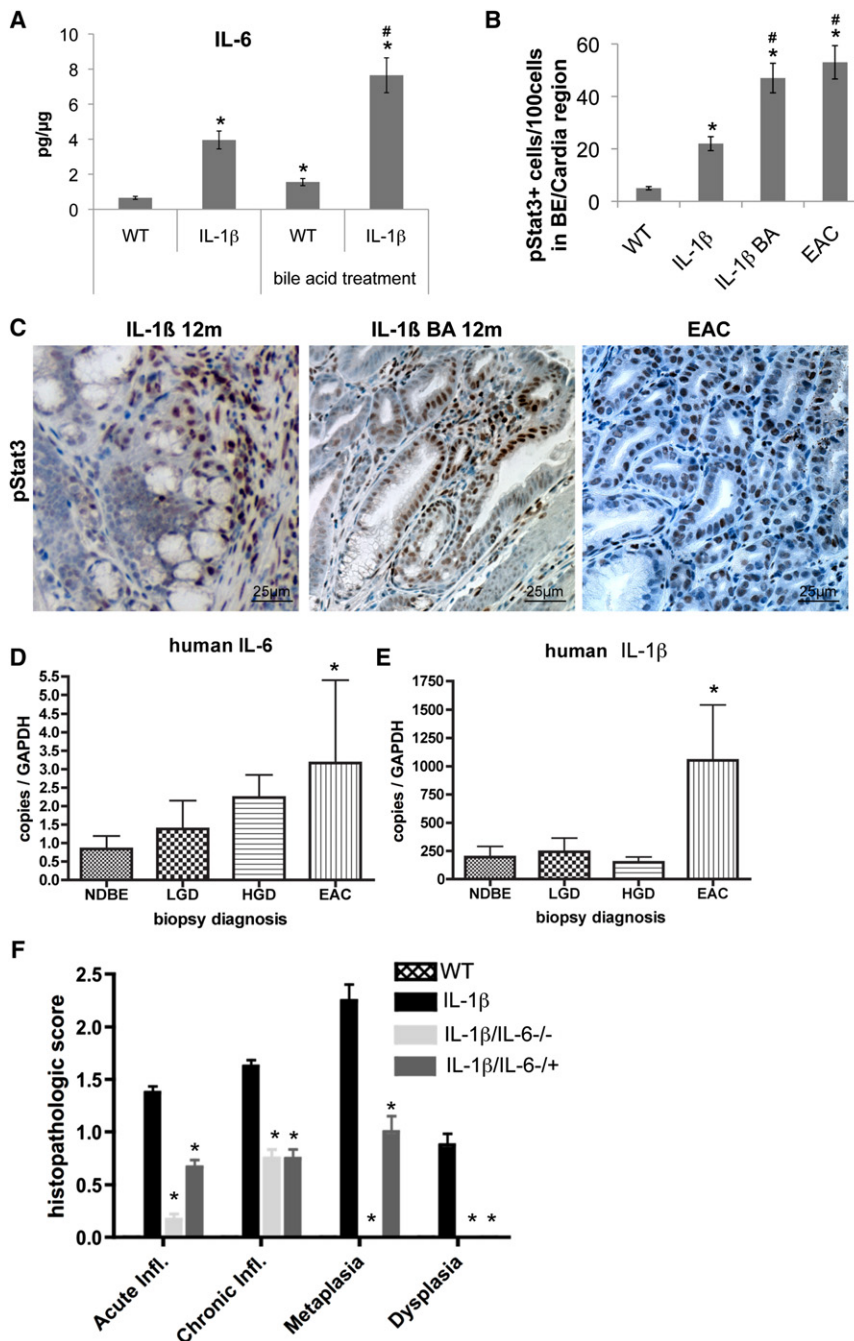 A
IL-6
pg/µg
10
8
6
4
2
0
*
*
#
*
WT
IL-1β
WT
IL-1β
bile acid treatment
B
pStat3+ cells/100cells
in BE/Cardia region
60
40
20
0
*
#
*
#
*
WT
IL-1β
IL-1β BA
EAC
C
IL-1ß 12m
IL-1ß BA 12m
EAC
pStat3
25µm
25µm
25µm
D
human IL-6
copies / GAPDH
5.5
5.0
4.5
4.0
3.5
3.0
2.5
2.0
1.5
1.0
0.5
0.0
*
NDBE
LGD
HGD
EAC
biopsy diagnosis
E
human IL-1β
copies / GAPDH
1750
1500
1250
1000
750
500
250
0
*
NDBE
LGD
HGD
EAC
biopsy diagnosis
F
histopathologic score
2.5
2.0
1.5
1.0
0.5
0.0
WT
IL-1β
IL-1β/IL-6-/-
IL-1β/IL-6-/+
*
*
* *
*
*
* *
Acute Infl.
Chronic Infl.
Metaplasia
Dysplasia